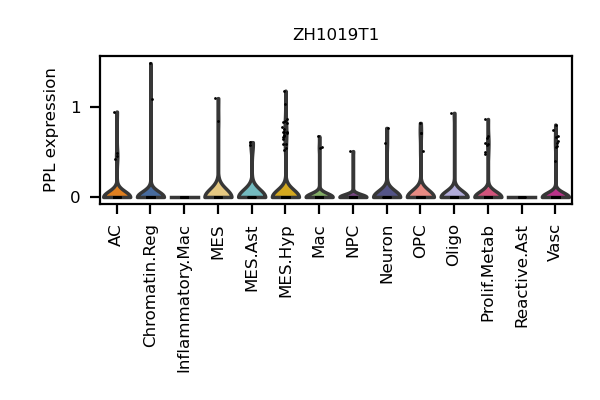 ZH1019T1
PPL expression
1
0
AC
Chromatin.Reg
Inflammatory.Mac
MES
MES.Ast
MES.Hyp
Mac
NPC
Neuron
OPC
Oligo
Prolif.Metab
Reactive.Ast
Vasc